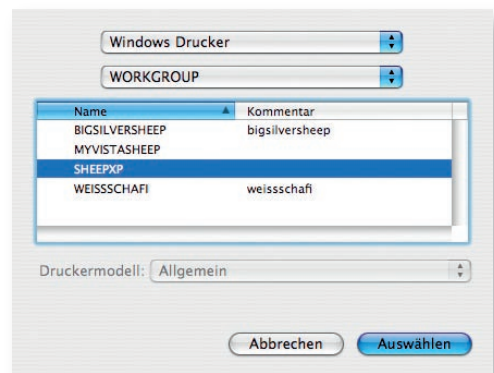 Windows Drucker
WORKGROUP
Name Kommentar
BIGSILVERSHEEP bigsilversheep
MYVISTASHEEP
SHEEPXP
WEISSSCHAFI weissschafi
Druckermodell: Allgemein
Abbrechen Auswählen